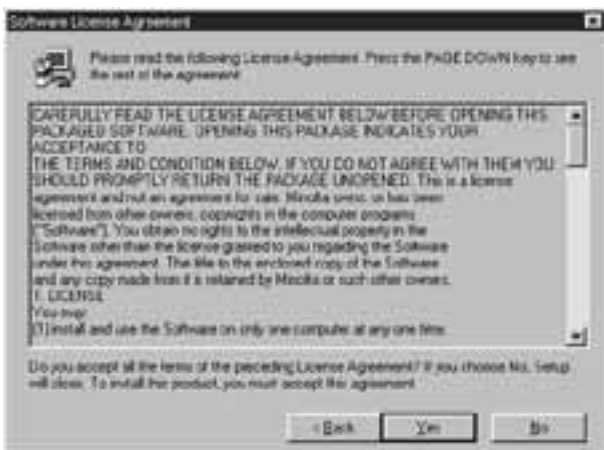 Software License Agreement
Please read the following License Agreement. Press the PAGE DOWN key to see
the rest of the agreement.
CAREFULLY READ THE LICENSE AGREEMENT BELOW BEFORE OPENING THIS
PACKAGED SOFTWARE. OPENING THIS PACKAGE INDICATES YOUR
ACCEPTANCE TO
THE TERMS AND CONDITION BELOW. IF YOU DO NOT AGREE WITH THEM YOU
SHOULD PROMPTLY RETURN THE PACKAGE UNOPENED. This is a license
agreement and not an agreement for sale. Minolta owns, or has been
licensed from other owners, copyrights in the computer programs
("Software"). You obtain no rights to the intellectual property in the
Software other than the license granted to you regarding the Software
under this agreement. The title to the enclosed copy of the Software
and any copy made from it is retained by Minolta or such other owners.
1. LICENSE
You may:
(1) install and use the Software on only one computer at any one time.
Do you accept all the terms of the preceding License Agreement? If you choose No, Setup
will close. To install this product, you must accept this agreement.
< Back
Yes
No